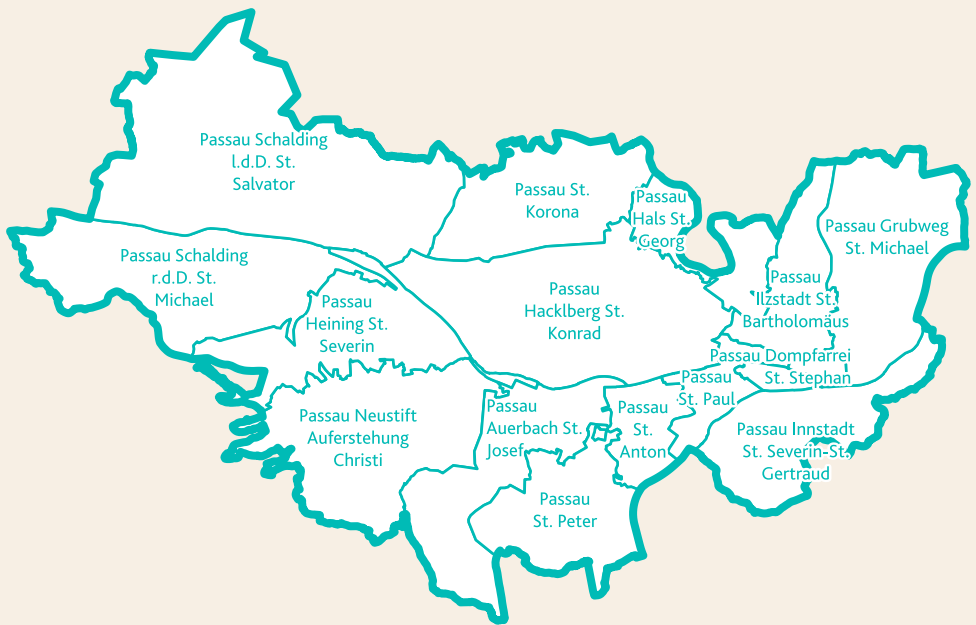 Passau Schalding
l.d.D. St.
Salvator
Passau St.
Korona
Passau
Hals St.
Georg
Passau Grubweg
St. Michael
Passau Schalding
r.d.D. St.
Michael
Passau
Heining St.
Severin
Passau
Hacklberg St.
Konrad
Passau
Ilzstadt St.
Bartholomäus
Passau Dompfarrei
St. Stephan
Passau
St. Paul
Passau Neustift
Auferstehung
Christi
Passau
Auerbach St.
Josef
Passau
St.
Anton
Passau Innstadt
St. Severin-St.
Gertraud
Passau
St. Peter